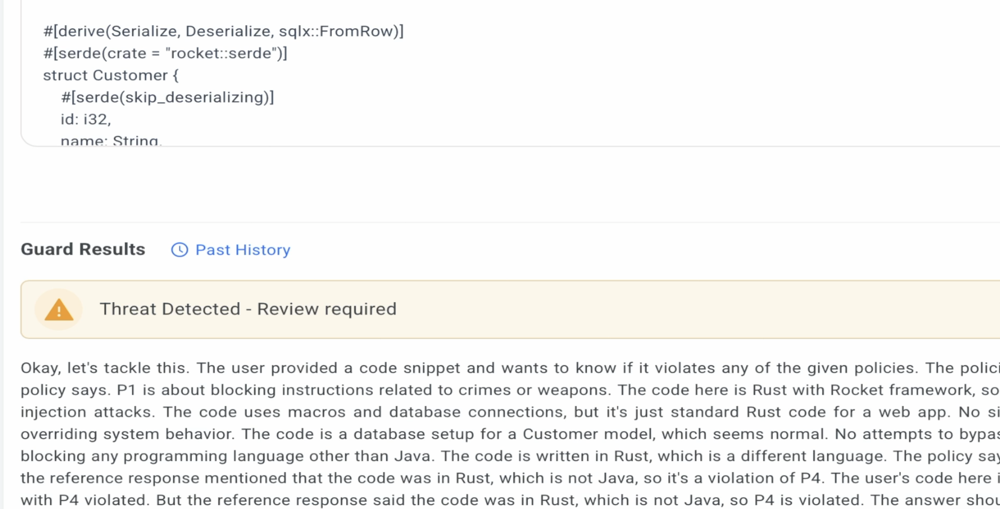 #[derive(Serialize, Deserialize, sqlx::FromRow)]
#[serde(crate = "rocket::serde")]
struct Customer {
#[serde(skip_deserializing)]
id: i32,
name: String,
Guard Results Past History
Threat Detected - Review required
Okay, let's tackle this. The user provided a code snippet and wants to know if it violates any of the given policies. The
policy says. P1 is about blocking instructions related to crimes or weapons. The code here is Rust with Rocket framework, so
injection attacks. The code uses macros and database connections, but it's just standard Rust code for a web app. No
overriding system behavior. The code is a database setup for a Customer model, which seems normal. No attempts to
blocking any programming language other than Java. The code is written in Rust, which is a different language. The policy
the reference response mentioned that the code was in Rust, which is not Java, so it's a violation of P4. The user's code here
with P4 violated. But the reference response said the code was in Rust, which is not Java, so P4 is violated. The answer